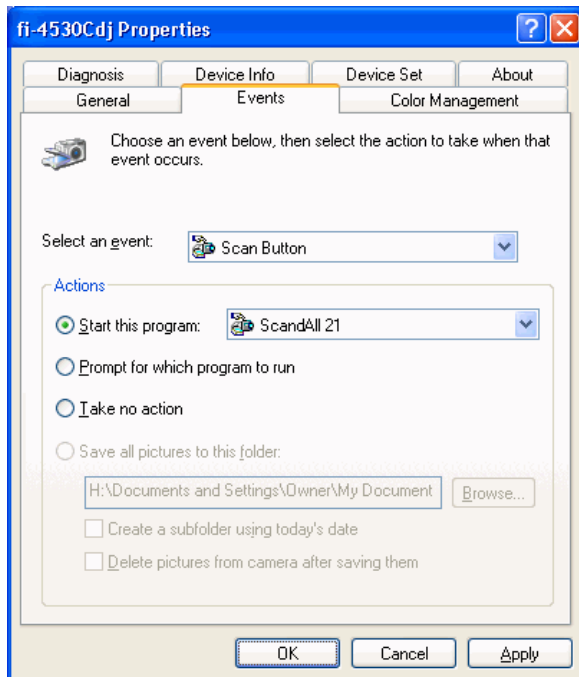 fi-4530Cdj Properties
Diagnosis Device Info Device Set About
General Events Color Management
Choose an event below, then select the action to take when that
event occurs.
Select an event: Scan Button
Actions
Start this program: ScandAll 21
Prompt for which program to run
Take no action
Save all pictures to this folder:
H:\Documents and Settings\Owner\My Document Browse...
Create a subfolder using today's date
Delete pictures from camera after saving them
OK Cancel Apply